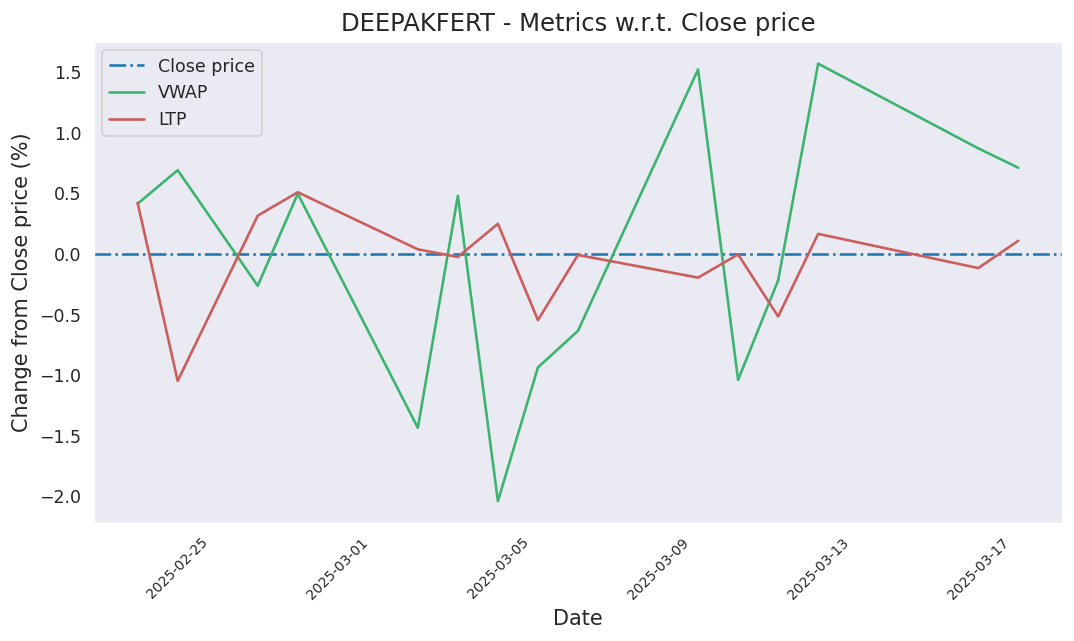 DEEPAKFERT - Metrics w.r.t. Close price
Close price
VWAP
LTP
Change from Close price (%)
1.5
1.0
0.5
0.0
−0.5
−1.0
−1.5
−2.0
2025-02-25
2025-03-01
2025-03-05
2025-03-09
2025-03-13
2025-03-17
Date